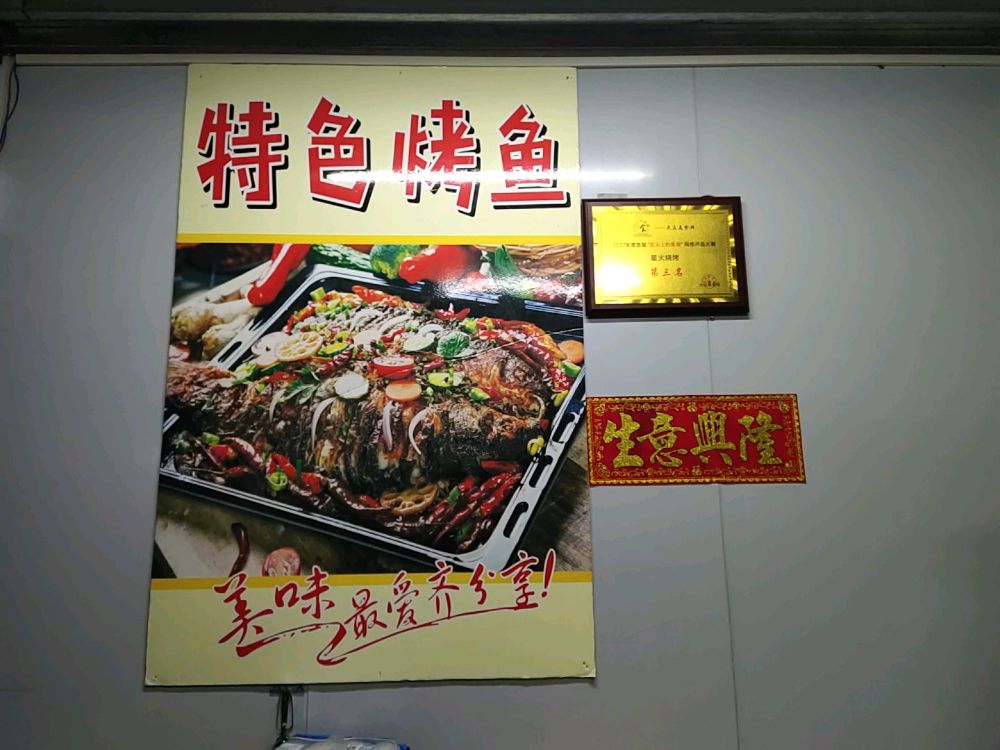 特色烤鱼
星火烧烤
第三名
生意興隆
美味最爱齐分享!